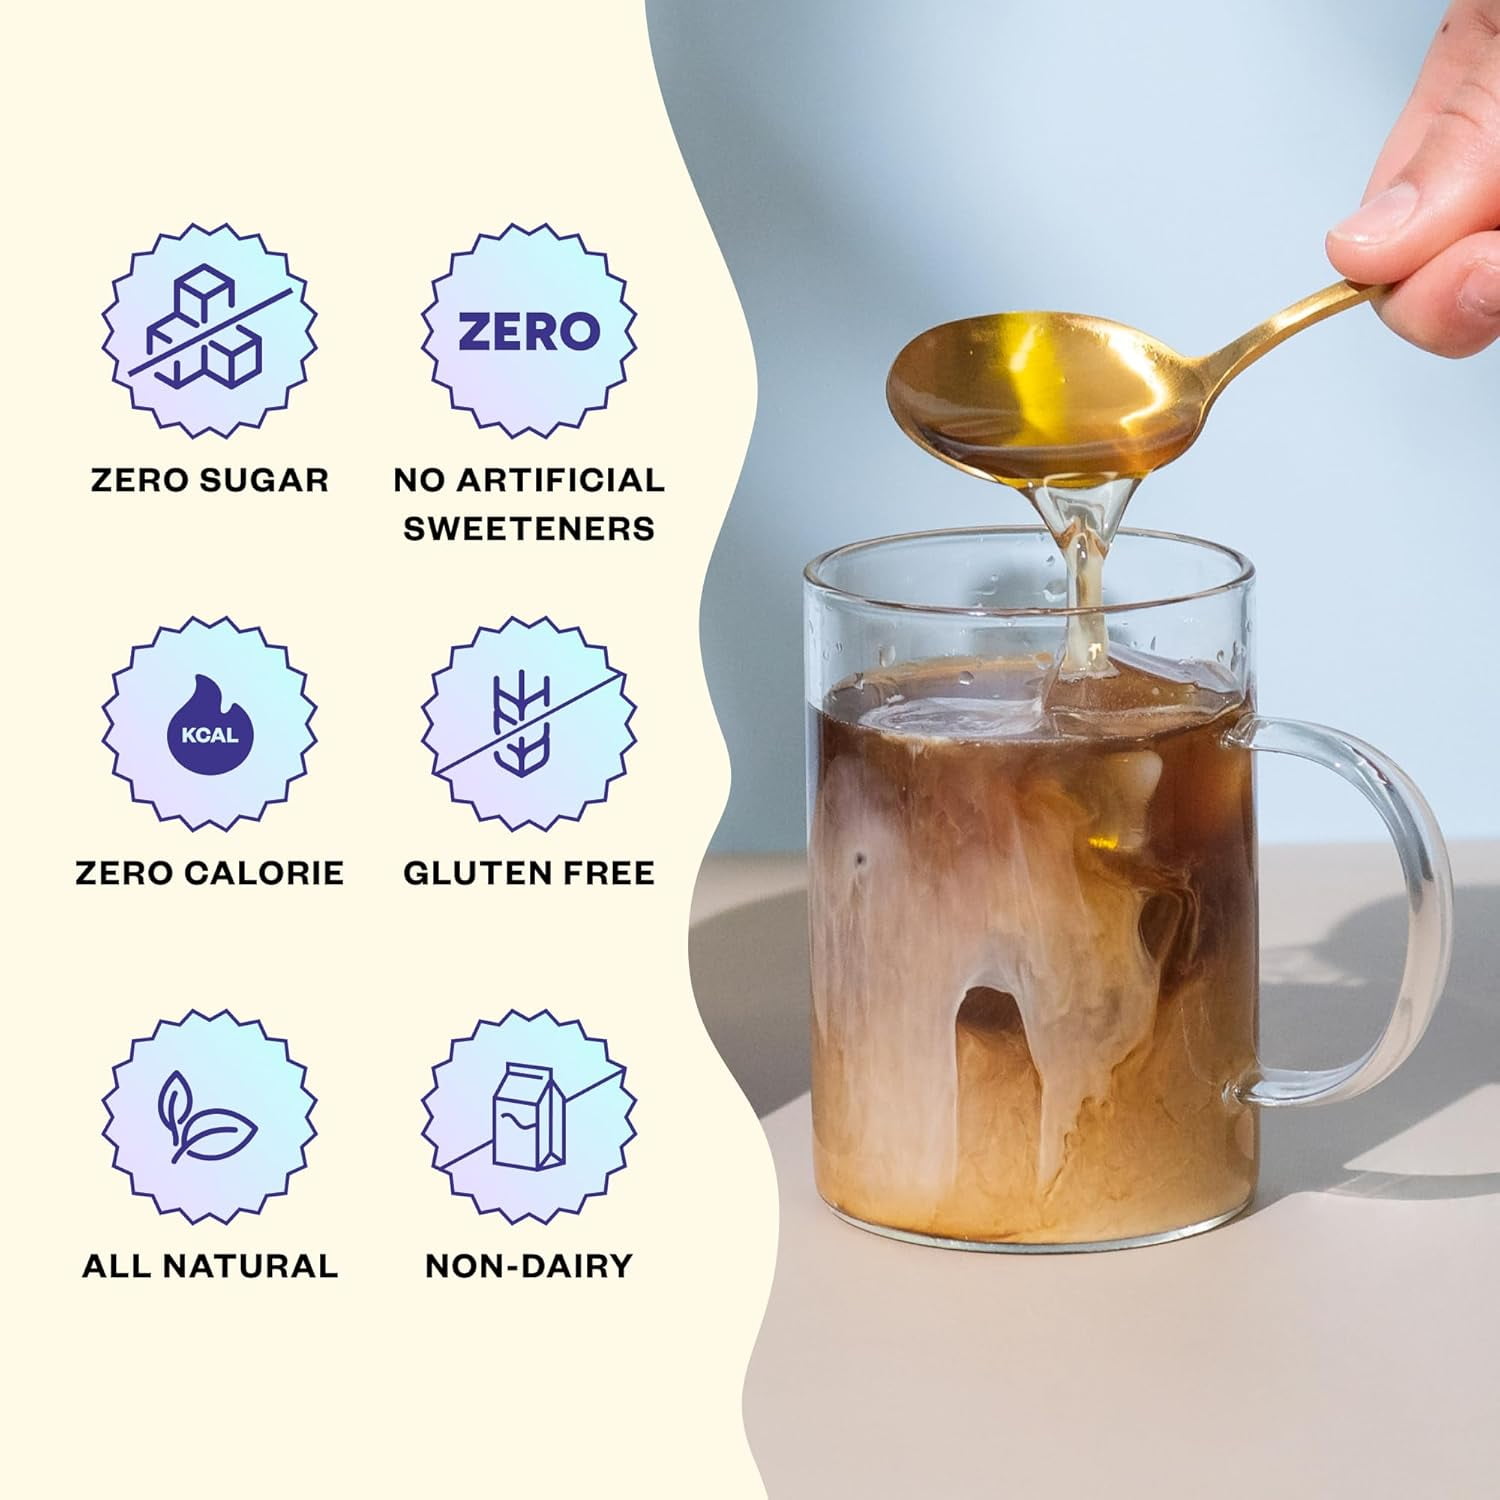 ZERO SUGAR
ZERO
NO ARTIFICIAL
SWEETENERS
KCAL
ZERO CALORIE
GLUTEN FREE
ALL NATURAL
NON-DAIRY